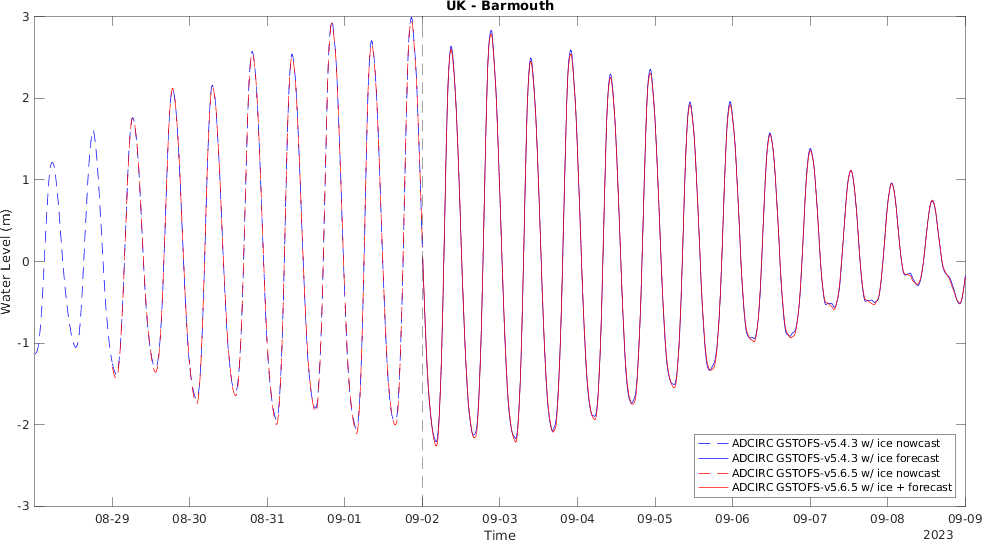 UK - Barmouth
3
2
1
0
-1
-2
-3
Water Level (m)
ADCIRC GSTOFS-v5.4.3 w/ ice nowcast
ADCIRC GSTOFS-v5.4.3 w/ ice forecast
ADCIRC GSTOFS-v5.6.5 w/ ice nowcast
ADCIRC GSTOFS-v5.6.5 w/ ice + forecast
08-29 08-30 08-31 09-01 09-02 09-03 09-04 09-05 09-06 09-07 09-08 09-09
Time
2023